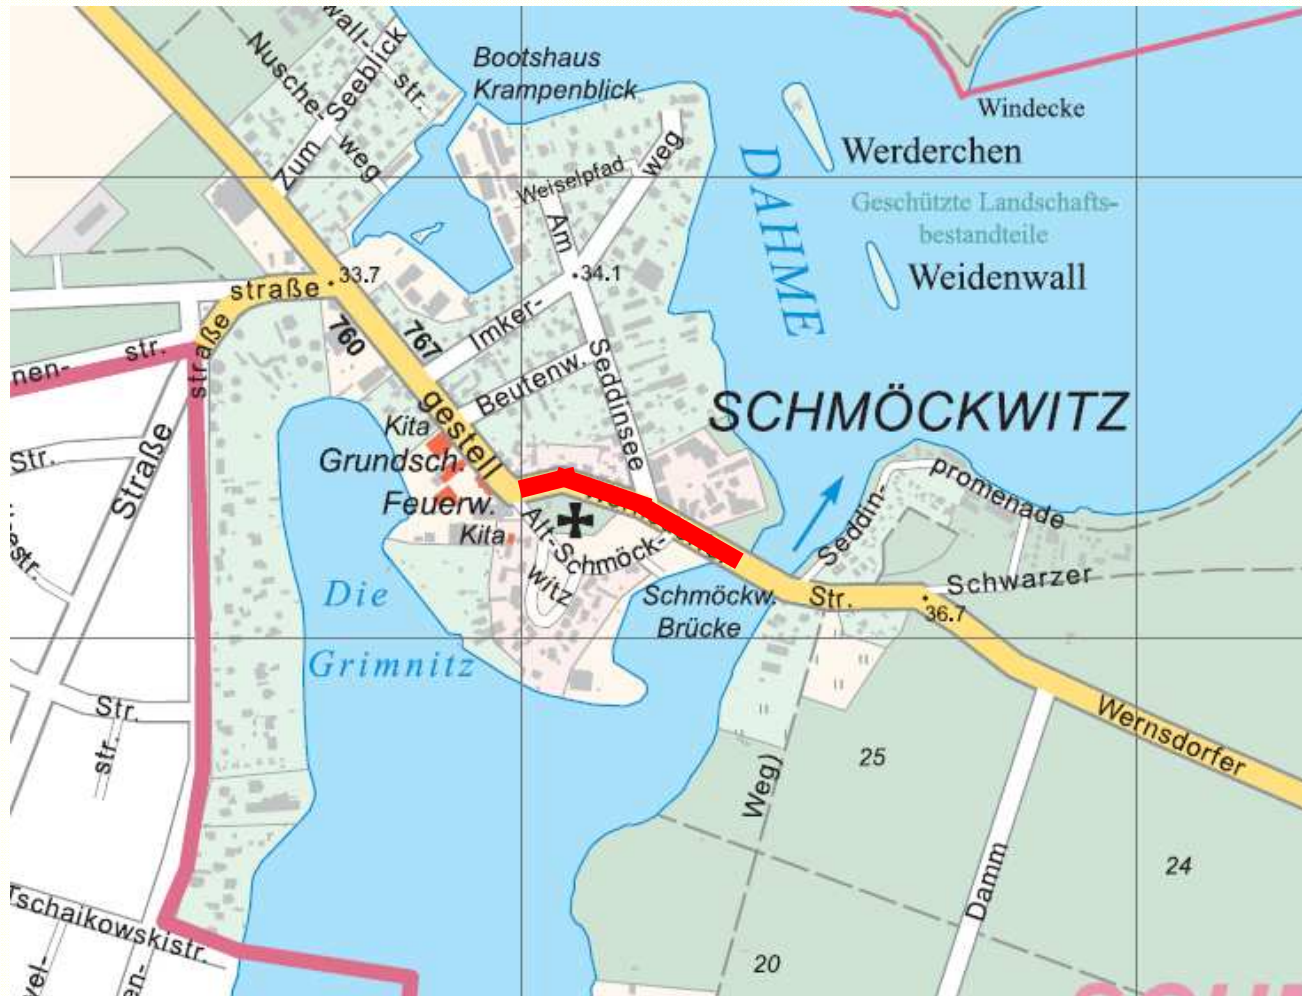 wall-
str.
Nusche-
weg
Zum Seeblick
Bootshaus
Krampenblick
Windecke
Werderchen
Geschützte Landschafts-
bestandteile
Weidenwall
DAHME
Weiselpfad
weg
Am
34.1
33.7
straße
straße
760
767
Imker-
Beutenw.
Seddinsee
nen-
str.
gestell
Kita
Grundsch.
Feuerw.
Kita
SCHMÖCKWITZ
Str.
Straße
estr.
Alt-Schmöck-
witz
Seddin-
promenade
Schwarzer
36.7
Str.
Schmöckw.
Brücke
Die
Grimnitz
Str.
str.
Wernsdorfer
Weg)
25
24
20
Damm
Tschaikowskistr.
vel-
en-